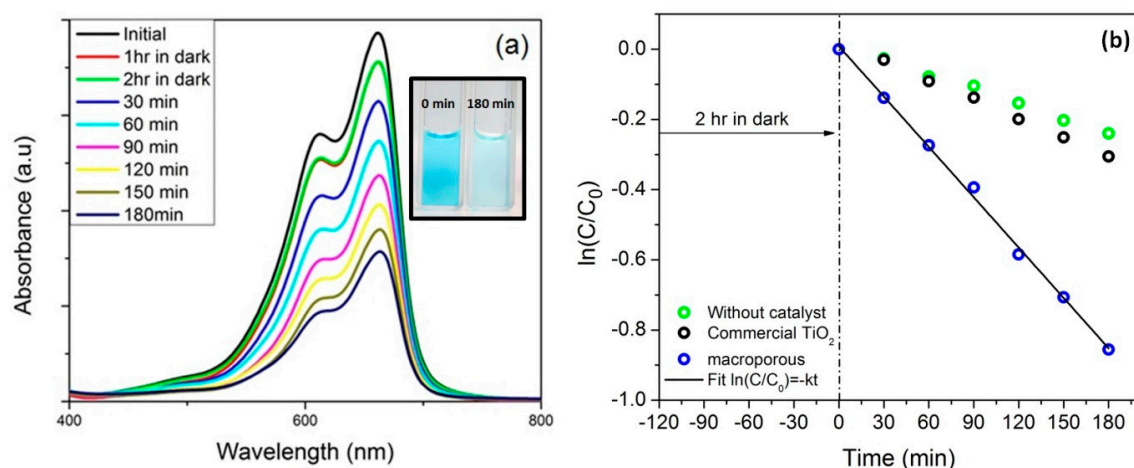 (a)
Initial
1hr in dark
2hr in dark
30 min
60 min
90 min
120 min
150 min
180min
0 min
180 min
Absorbance (a.u)
400
500
600
700
800
Wavelength (nm)
(b)
0.0
-0.2
-0.4
-0.6
-0.8
-1.0
ln(C/C₀)
2 hr in dark
Without catalyst
Commercial TiO₂
macroporous
Fit ln(C/C₀)=-kt
-120
-90
-60
-30
0
30
60
90
120
150
180
Time (min)